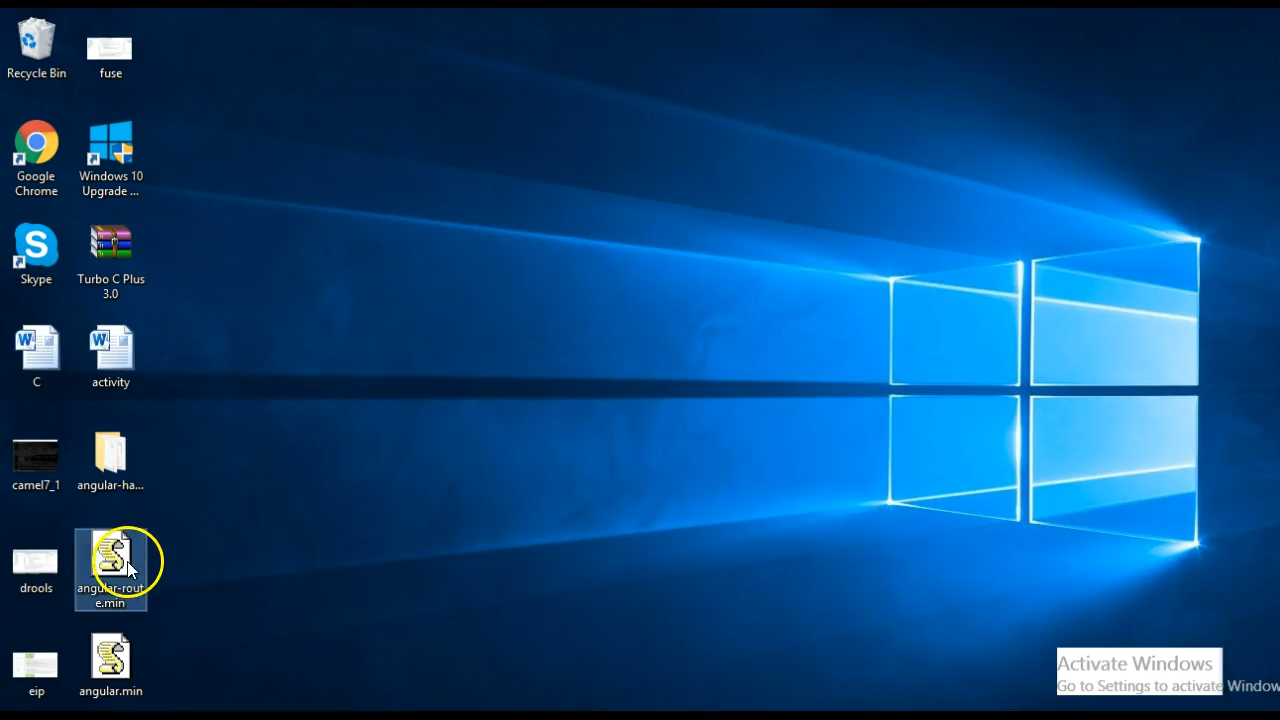 Recycle Bin
fuse
Google
Chrome
Windows 10
Upgrade ...
Skype
Turbo C Plus
3.0
C
activity
camel7_1
angular-ha...
drools
angular-rout
e.min
eip
angular.min
Activate Windows
Go to Settings to activate Window